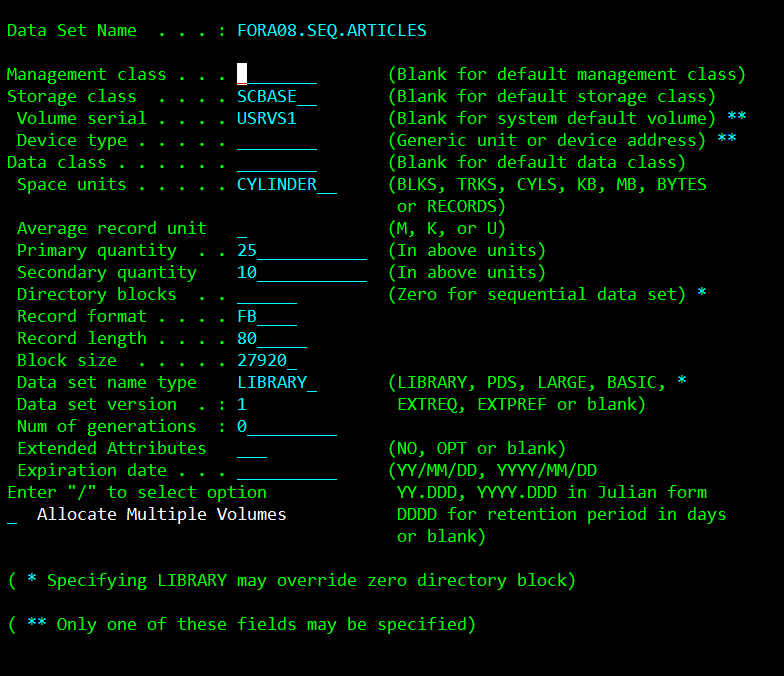 Data Set Name  . . . : FORA08.SEQ.ARTICLES
Management class . . . ________ (Blank for default management class)
Storage class  . . . . SCBASE__ (Blank for default storage class)
Volume serial . . . . USRVS1 (Blank for system default volume) **
Device type . . . . . ________ (Generic unit or device address) **
Data class . . . . . . ________ (Blank for default data class)
Space units . . . . . CYLINDER__ (BLKS, TRKS, CYLS, KB, MB, BYTES
or RECORDS)
Average record unit _ (M, K, or U)
Primary quantity  . . 25___________ (In above units)
Secondary quantity 10___________ (In above units)
Directory blocks  . . ______ (Zero for sequential data set) *
Record format . . . . FB____
Record length . . . . 80_____
Block size  . . . . . 27920_
Data set name type LIBRARY_ (LIBRARY, PDS, LARGE, BASIC, *
Data set version  . : 1 EXTREQ, EXTPREF or blank)
Num of generations  : 0_________
Extended Attributes ___ (NO, OPT or blank)
Expiration date . . . __________ (YY/MM/DD, YYYY/MM/DD
Enter "/" to select option YY.DDD, YYYY.DDD in Julian form
_ Allocate Multiple Volumes DDDD for retention period in days
or blank)
( * Specifying LIBRARY may override zero directory block)
( ** Only one of these fields may be specified)